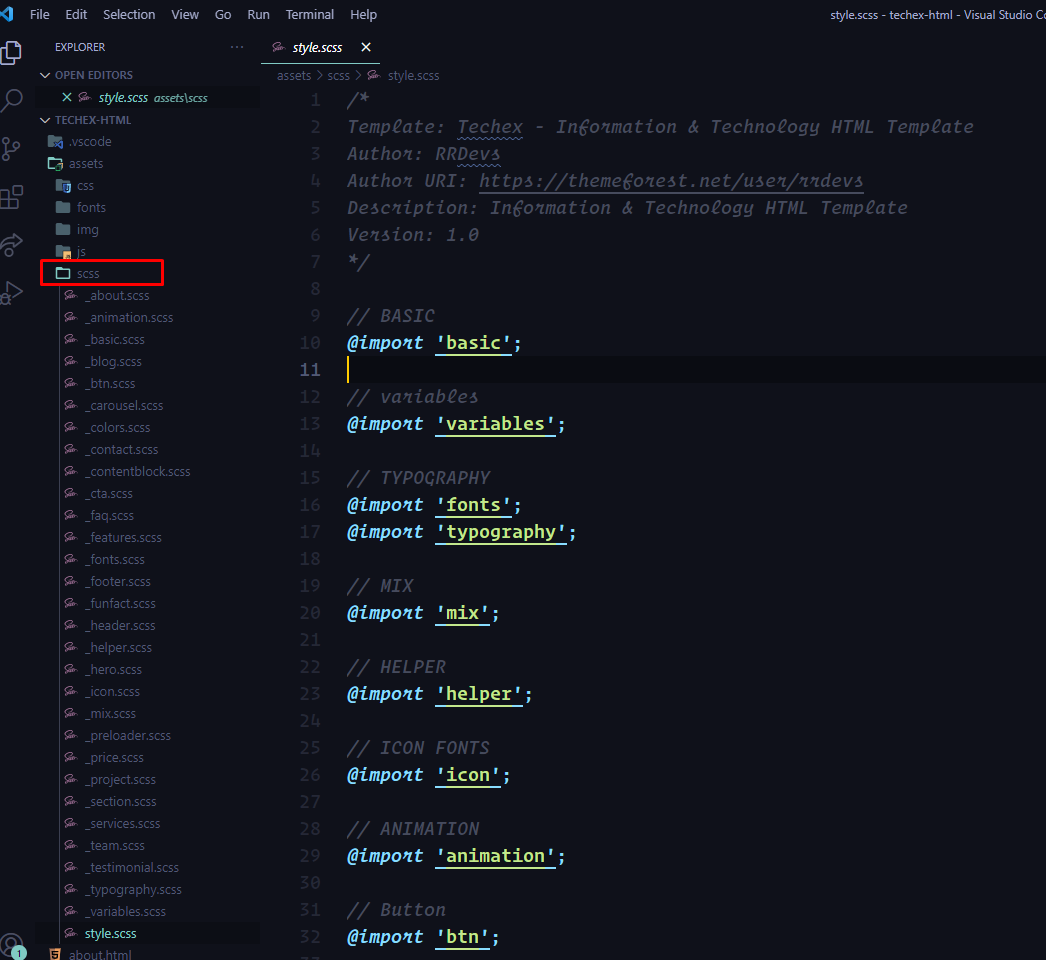 File Edit Selection View Go Run Terminal Help
style.scss - techex-html - Visual Studio
EXPLORER ···
style.scss
assets > scss > style.scss
OPEN EDITORS
style.scss assets\scss
TECHEX-HTML
.vscode
assets
css
fonts
img
js
scss
_about.scss
_animation.scss
_basic.scss
_blog.scss
_btn.scss
_carousel.scss
_colors.scss
_contact.scss
_contentblock.scss
_cta.scss
_faq.scss
_features.scss
_fonts.scss
_footer.scss
_funfact.scss
_header.scss
_helper.scss
_hero.scss
_icon.scss
_mix.scss
_preloader.scss
_price.scss
_project.scss
_section.scss
_services.scss
_team.scss
_testimonial.scss
_typography.scss
_variables.scss
style.scss
about.html
1
1 /*
2 Template: Techex - Information & Technology HTML Template
3 Author: RRDevs
4 Author URI: https://themeforest.net/user/rrdevs
5 Description: Information & Technology HTML Template
6 Version: 1.0
7 */
8
9 // BASIC
10 @import 'basic';
11
12 // variables
13 @import 'variables';
14
15 // TYPOGRAPHY
16 @import 'fonts';
17 @import 'typography';
18
19 // MIX
20 @import 'mix';
21
22 // HELPER
23 @import 'helper';
24
25 // ICON FONTS
26 @import 'icon';
27
28 // ANIMATION
29 @import 'animation';
30
31 // Button
32 @import 'btn';